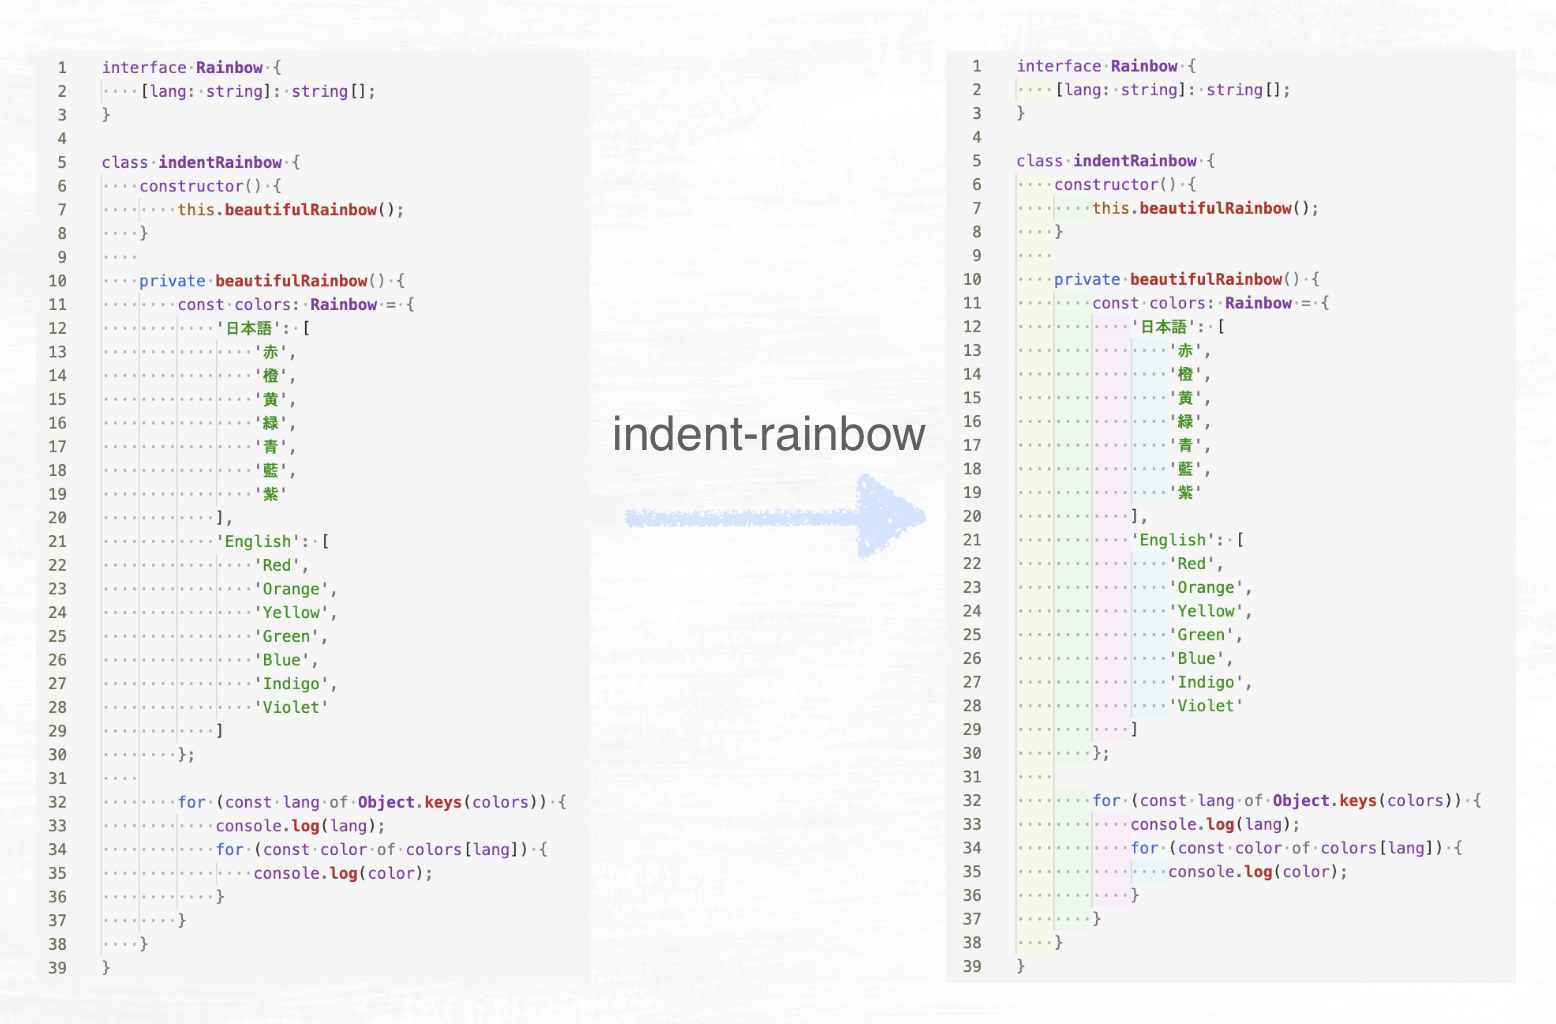 1 interface Rainbow {
2     [lang: string]: string[];
3 }
4
5 class indentRainbow {
6     constructor() {
7         this.beautifulRainbow();
8     }
9
10     private beautifulRainbow() {
11         const colors: Rainbow = {
12             '日本語': [
13                 '赤',
14                 '橙',
15                 '黄',
16                 '緑',
17                 '青',
18                 '藍',
19                 '紫'
20             ],
21             'English': [
22                 'Red',
23                 'Orange',
24                 'Yellow',
25                 'Green',
26                 'Blue',
27                 'Indigo',
28                 'Violet'
29             ]
30         };
31
32         for (const lang of Object.keys(colors)) {
33             console.log(lang);
34             for (const color of colors[lang]) {
35                 console.log(color);
36             }
37         }
38     }
39 }
indent-rainbow
1 interface Rainbow {
2     [lang: string]: string[];
3 }
4
5 class indentRainbow {
6     constructor() {
7         this.beautifulRainbow();
8     }
9
10     private beautifulRainbow() {
11         const colors: Rainbow = {
12             '日本語': [
13                 '赤',
14                 '橙',
15                 '黄',
16                 '緑',
17                 '青',
18                 '藍',
19                 '紫'
20             ],
21             'English': [
22                 'Red',
23                 'Orange',
24                 'Yellow',
25                 'Green',
26                 'Blue',
27                 'Indigo',
28                 'Violet'
29             ]
30         };
31
32         for (const lang of Object.keys(colors)) {
33             console.log(lang);
34             for (const color of colors[lang]) {
35                 console.log(color);
36             }
37         }
38     }
39 }